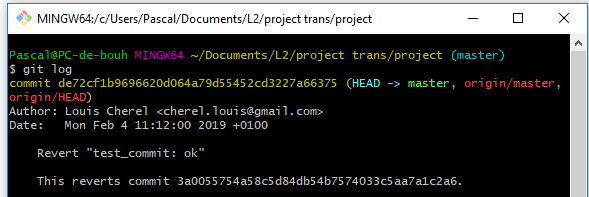 MINGW64:/c/Users/Pascal/Documents/L2/project trans/project
Pascal@PC-de-bouh MINGW64 ~/Documents/L2/project trans/project (master)
$ git log
commit de72cf1b9696620d064a79d55452cd3227a66375 (HEAD -> master, origin/master,
origin/HEAD)
Author: Louis Cherel <cherel.louis@gmail.com>
Date:   Mon Feb 4 11:12:00 2019 +0100
Revert "test_commit: ok"
This reverts commit 3a0055754a58c5d84db54b7574033c5aa7a1c2a6.